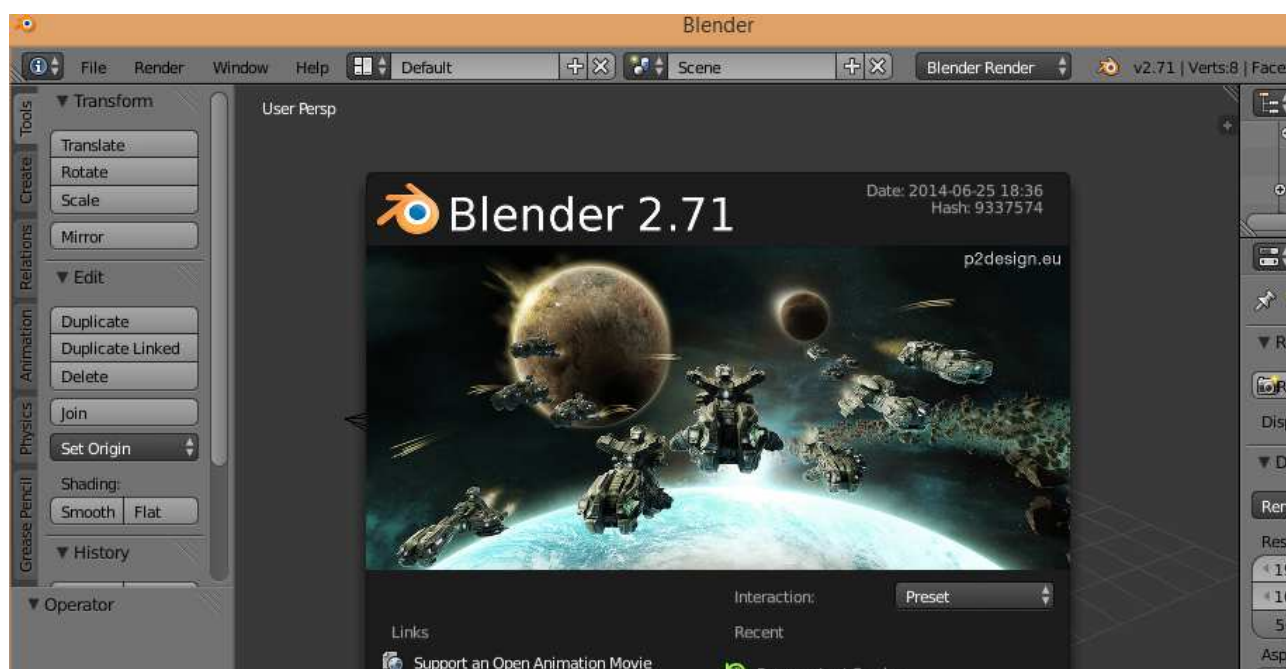 Blender
File Render Window Help Default Scene Blender Render v2.71 | Verts:8 | Face
Tools
Create
Relations
Animation
Physics
Grease Pencil
Transform
Translate
Rotate
Scale
Mirror
Edit
Duplicate
Duplicate Linked
Delete
Join
Set Origin
Shading:
Smooth Flat
History
Operator
User Persp
Blender 2.71
Date: 2014-06-25 18:36
Hash: 9337574
p2design.eu
Interaction: Preset
Links
Recent
Support an Open Animation Movie